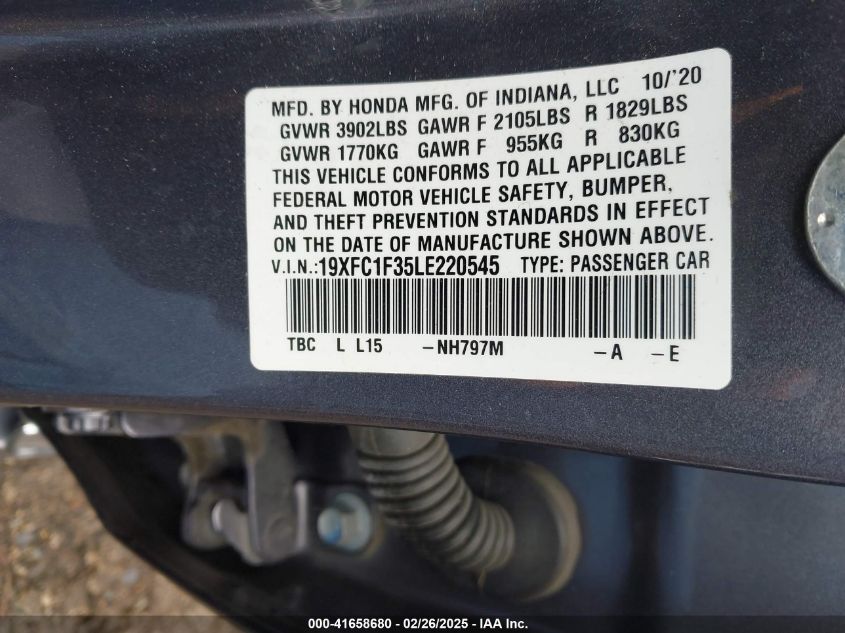 MFD. BY HONDA MFG. OF INDIANA, LLC 10/'20
GVWR 3902LBS GAWR F 2105LBS R 1829LBS
GVWR 1770KG GAWR F 955KG R 830KG
THIS VEHICLE CONFORMS TO ALL APPLICABLE
FEDERAL MOTOR VEHICLE SAFETY, BUMPER,
AND THEFT PREVENTION STANDARDS IN EFFECT
ON THE DATE OF MANUFACTURE SHOWN ABOVE.
V.I.N.:19XFC1F35LE220545 TYPE: PASSENGER CAR
TBC L L15 -NH797M -A -E
000-41658680 - 02/26/2025 - IAA Inc.